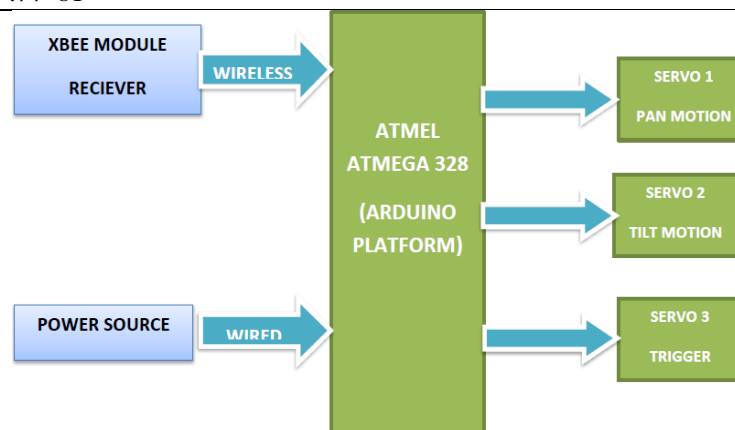 XBEE MODULE
RECIEVER
WIRELESS
ATMEL
ATMEGA 328
(ARDUINO
PLATFORM)
SERVO 1
PAN MOTION
SERVO 2
TILT MOTION
POWER SOURCE
WIRED
SERVO 3
TRIGGER